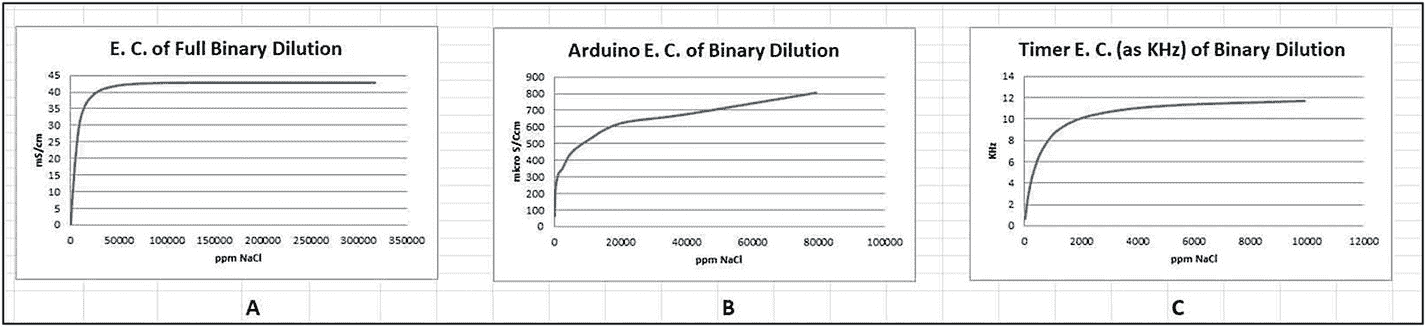 E. C. of Full Binary Dilution
45
40
35
30
25
20
15
10
5
0
mS/cm
0 50000 100000 150000 200000 250000 300000 350000
ppm NaCl
A
Arduino E. C. of Binary Dilution
900
800
700
600
500
400
300
200
100
0
micro S/Ccm
0 20000 40000 60000 80000 100000
ppm NaCl
B
Timer E. C. (as KHz) of Binary Dilution
14
12
10
8
6
4
2
0
KHz
0 2000 4000 6000 8000 10000 12000
ppm NaCl
C